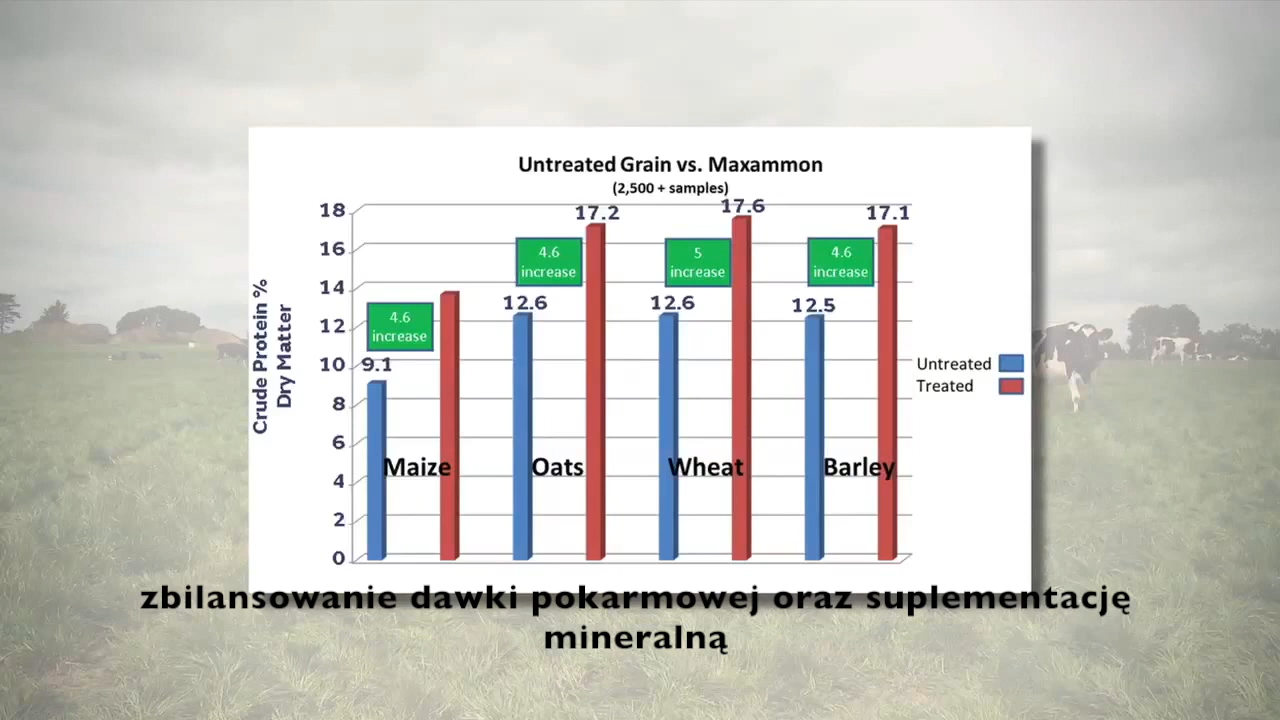 Untreated Grain vs. Maxammon
(2,500 + samples)
Crude Protein %
Dry Matter
18
16
14
12
10
8
6
4
2
0
9.1
4.6
increase
Maize
12.6
4.6
increase
17.2
Oats
12.6
5
increase
17.6
Wheat
12.5
4.6
increase
17.1
Barley
Untreated
Treated
zbilansowanie dawki pokarmowej oraz suplementację
mineralną